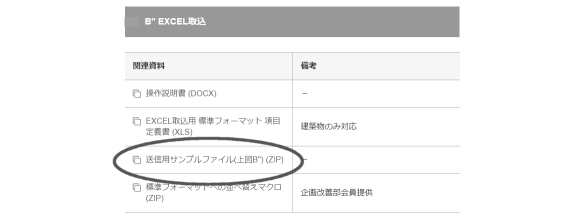 B" EXCEL取込
関連資料 備考
操作説明書 (DOCX) －
EXCEL取込用 標準フォーマット 項目
定義書 (XLS) 建築物のみ対応
送信用サンプルファイル(上図B") (ZIP) －
標準フォーマットへの並べ替えマクロ
(ZIP) 企画改善部会員提供